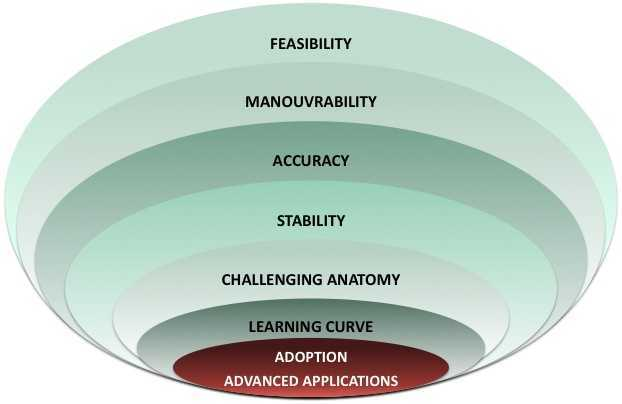 FEASIBILITY
MANOUVRABILITY
ACCURACY
STABILITY
CHALLENGING ANATOMY
LEARNING CURVE
ADOPTION
ADVANCED APPLICATIONS